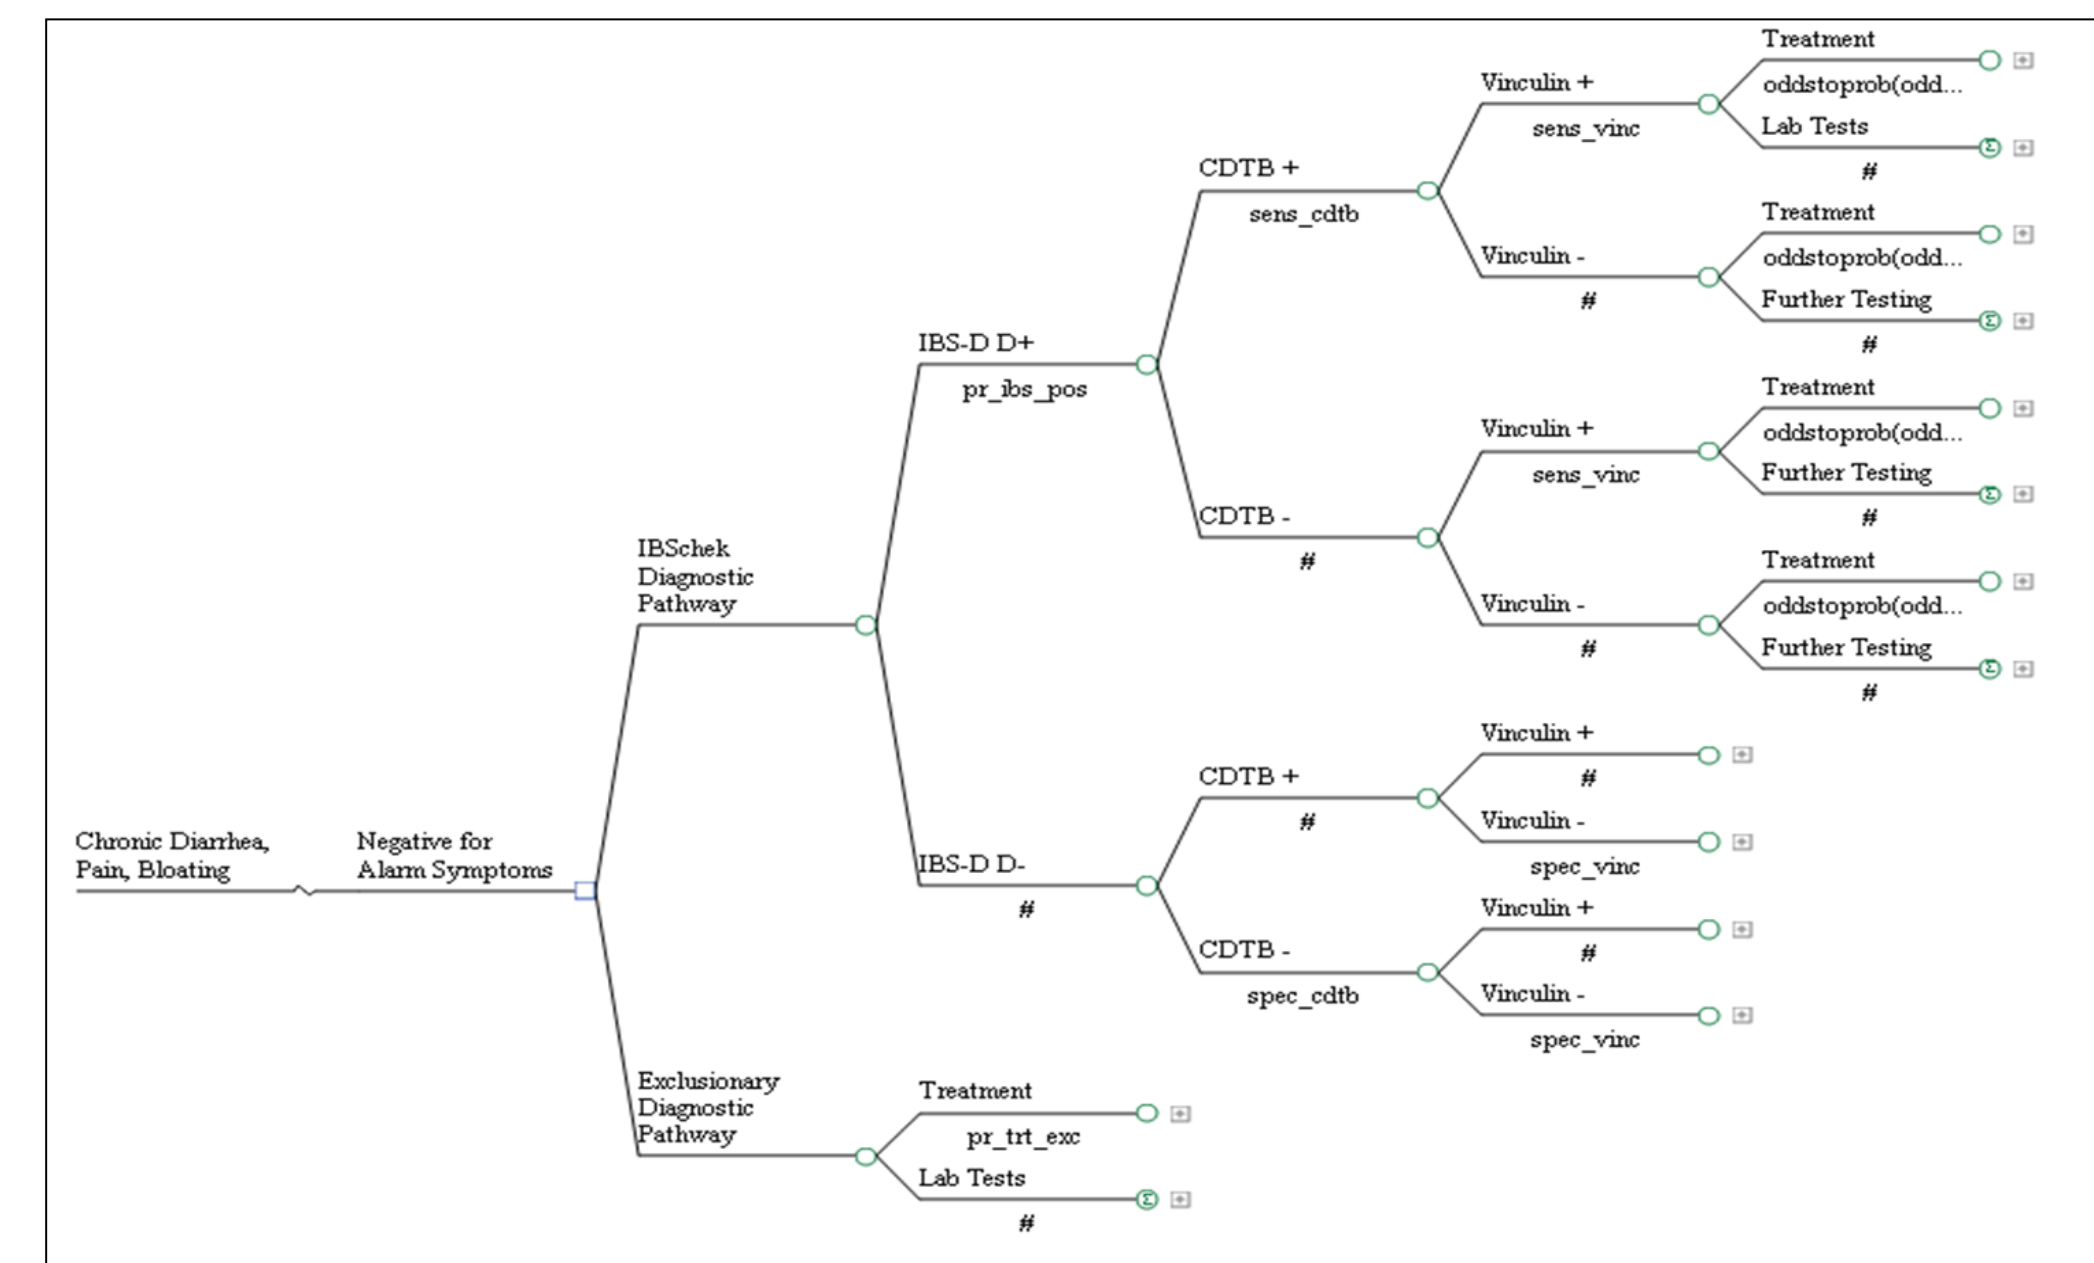 Treatment
oddstoprob(odd...
Lab Tests
#
Vinculin +
sens_vinc
CDTB +
sens_cdtb
Treatment
oddstoprob(odd...
Vinculin -
#
Further Testing
#
IBS-D D+
pr_ibs_pos
Treatment
oddstoprob(odd...
Vinculin +
sens_vinc
Further Testing
#
CDTB -
#
Treatment
oddstoprob(odd...
Vinculin -
#
Further Testing
#
IBSchek
Diagnostic
Pathway
Vinculin +
#
CDTB +
#
Vinculin -
spec_vinc
Chronic Diarrhea,
Pain, Bloating
Negative for
Alarm Symptoms
IBS-D D-
#
Vinculin +
#
CDTB -
spec_cdtb
Vinculin -
spec_vinc
Exclusionary
Diagnostic
Pathway
Treatment
pr_trt_exc
Lab Tests
#